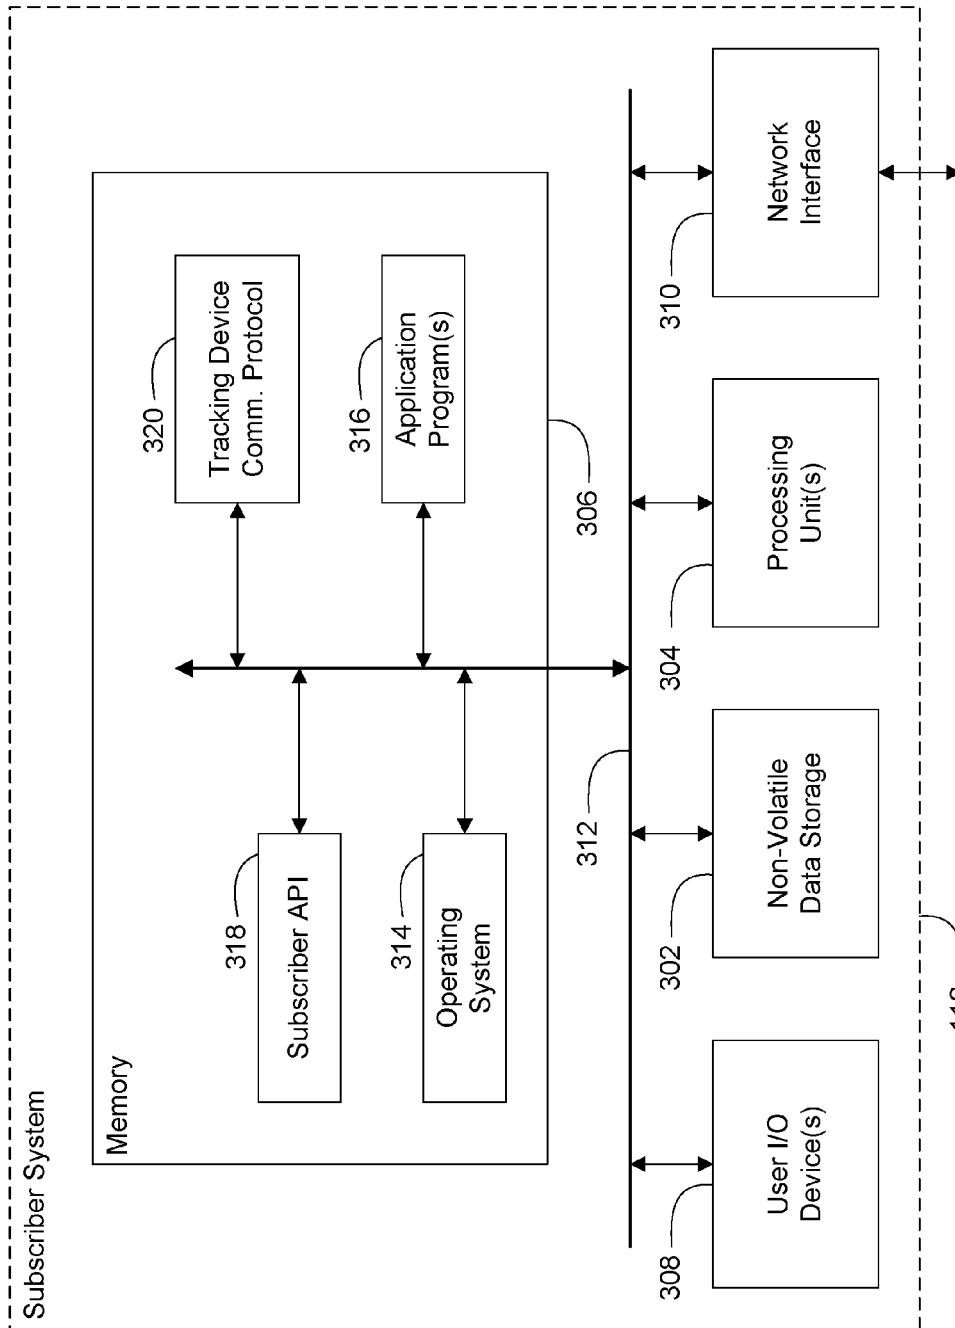 Subscriber System
Memory
318
Subscriber API
320
Tracking Device
Comm. Protocol
314
Operating
System
316
Application
Program(s)
306
312
308
User I/O
Device(s)
302
Non-Volatile
Data Storage
304
Processing
Unit(s)
310
Network
Interface